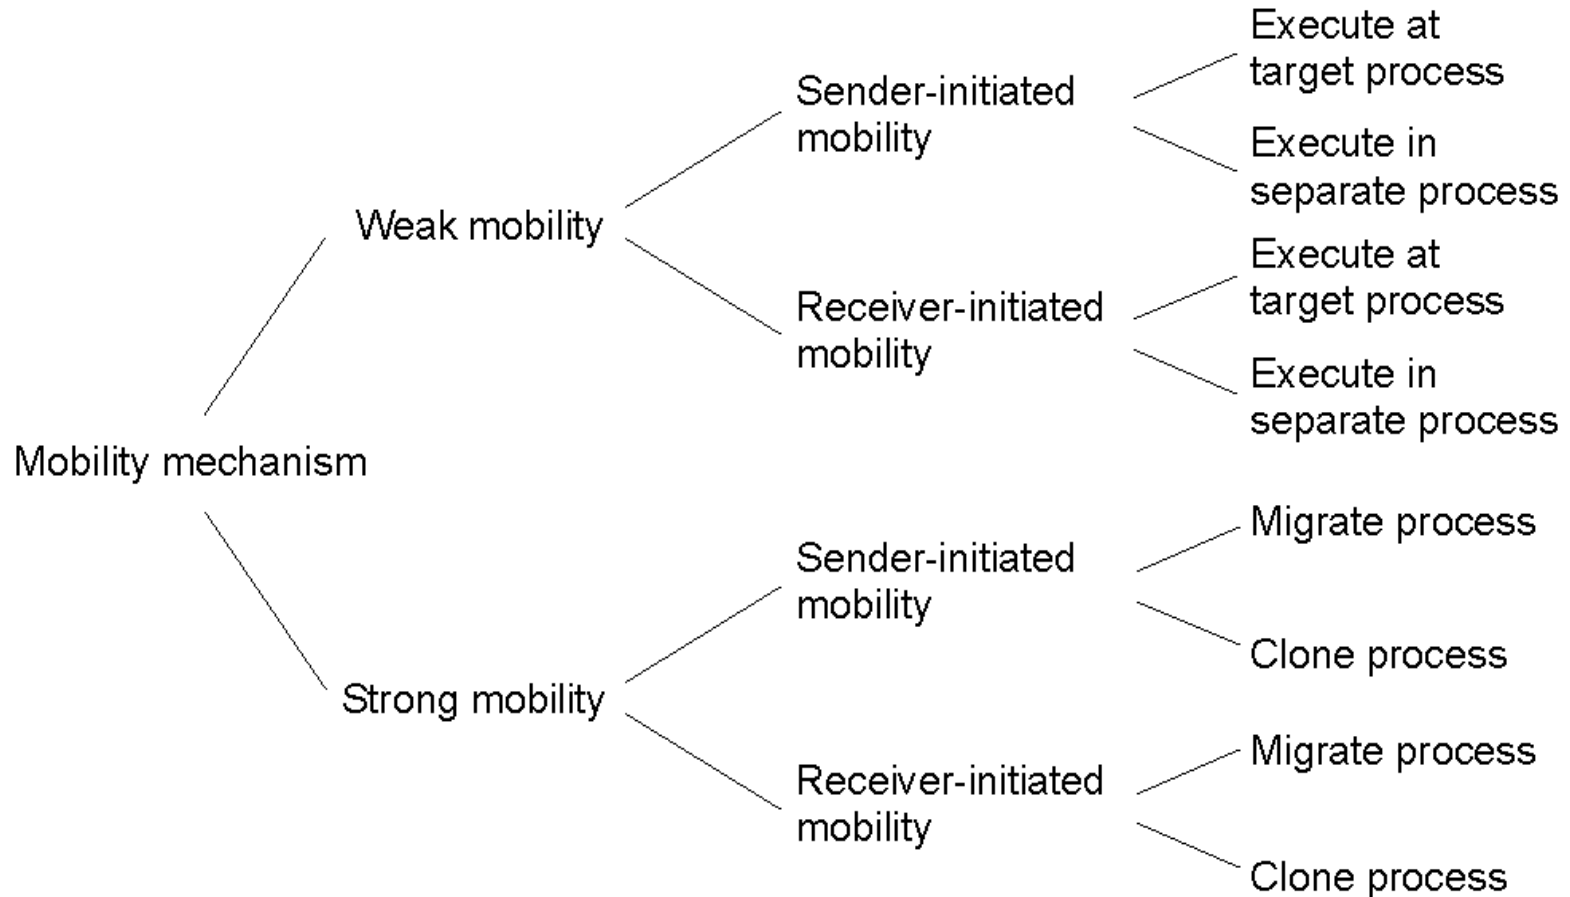 Execute at
target process
Sender-initiated
mobility
Execute in
separate process
Weak mobility
Execute at
target process
Receiver-initiated
mobility
Execute in
separate process
Mobility mechanism
Migrate process
Sender-initiated
mobility
Clone process
Strong mobility
Migrate process
Receiver-initiated
mobility
Clone process